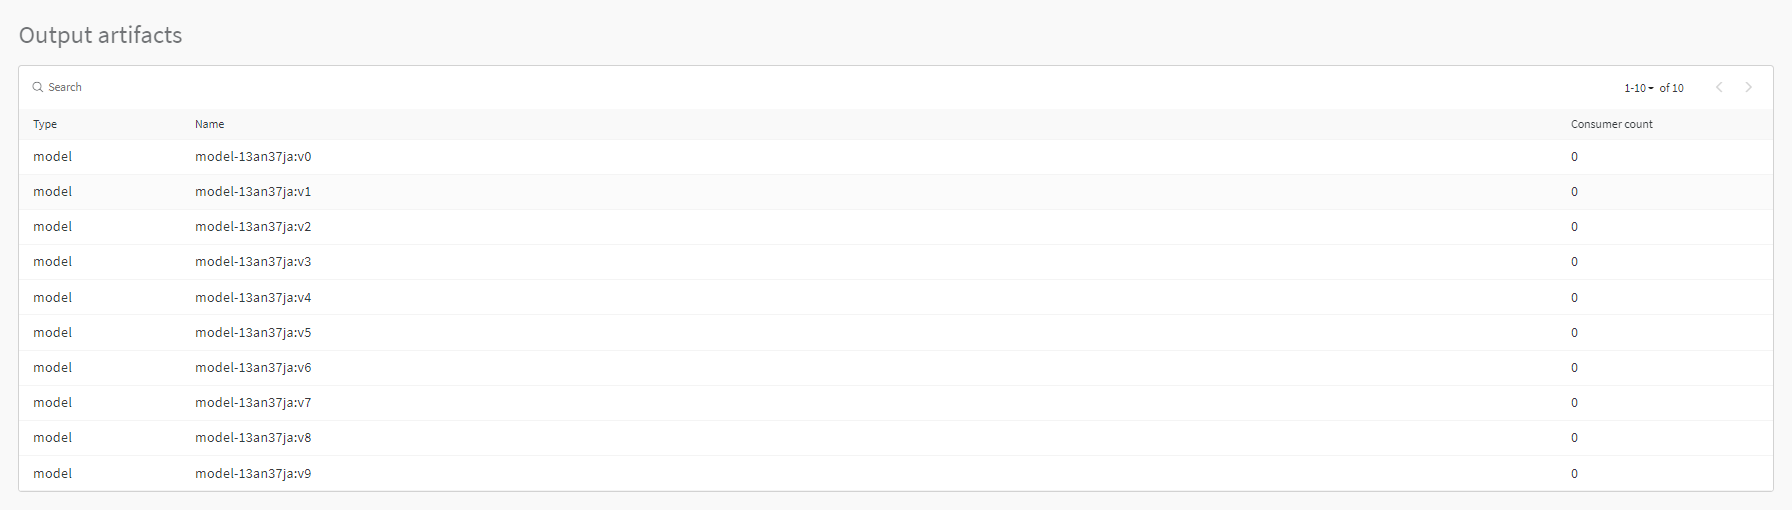 Output artifacts
Search 1-10 of 10
Type Name Consumer count
model model-13an37ja:v0 0
model model-13an37ja:v1 0
model model-13an37ja:v2 0
model model-13an37ja:v3 0
model model-13an37ja:v4 0
model model-13an37ja:v5 0
model model-13an37ja:v6 0
model model-13an37ja:v7 0
model model-13an37ja:v8 0
model model-13an37ja:v9 0